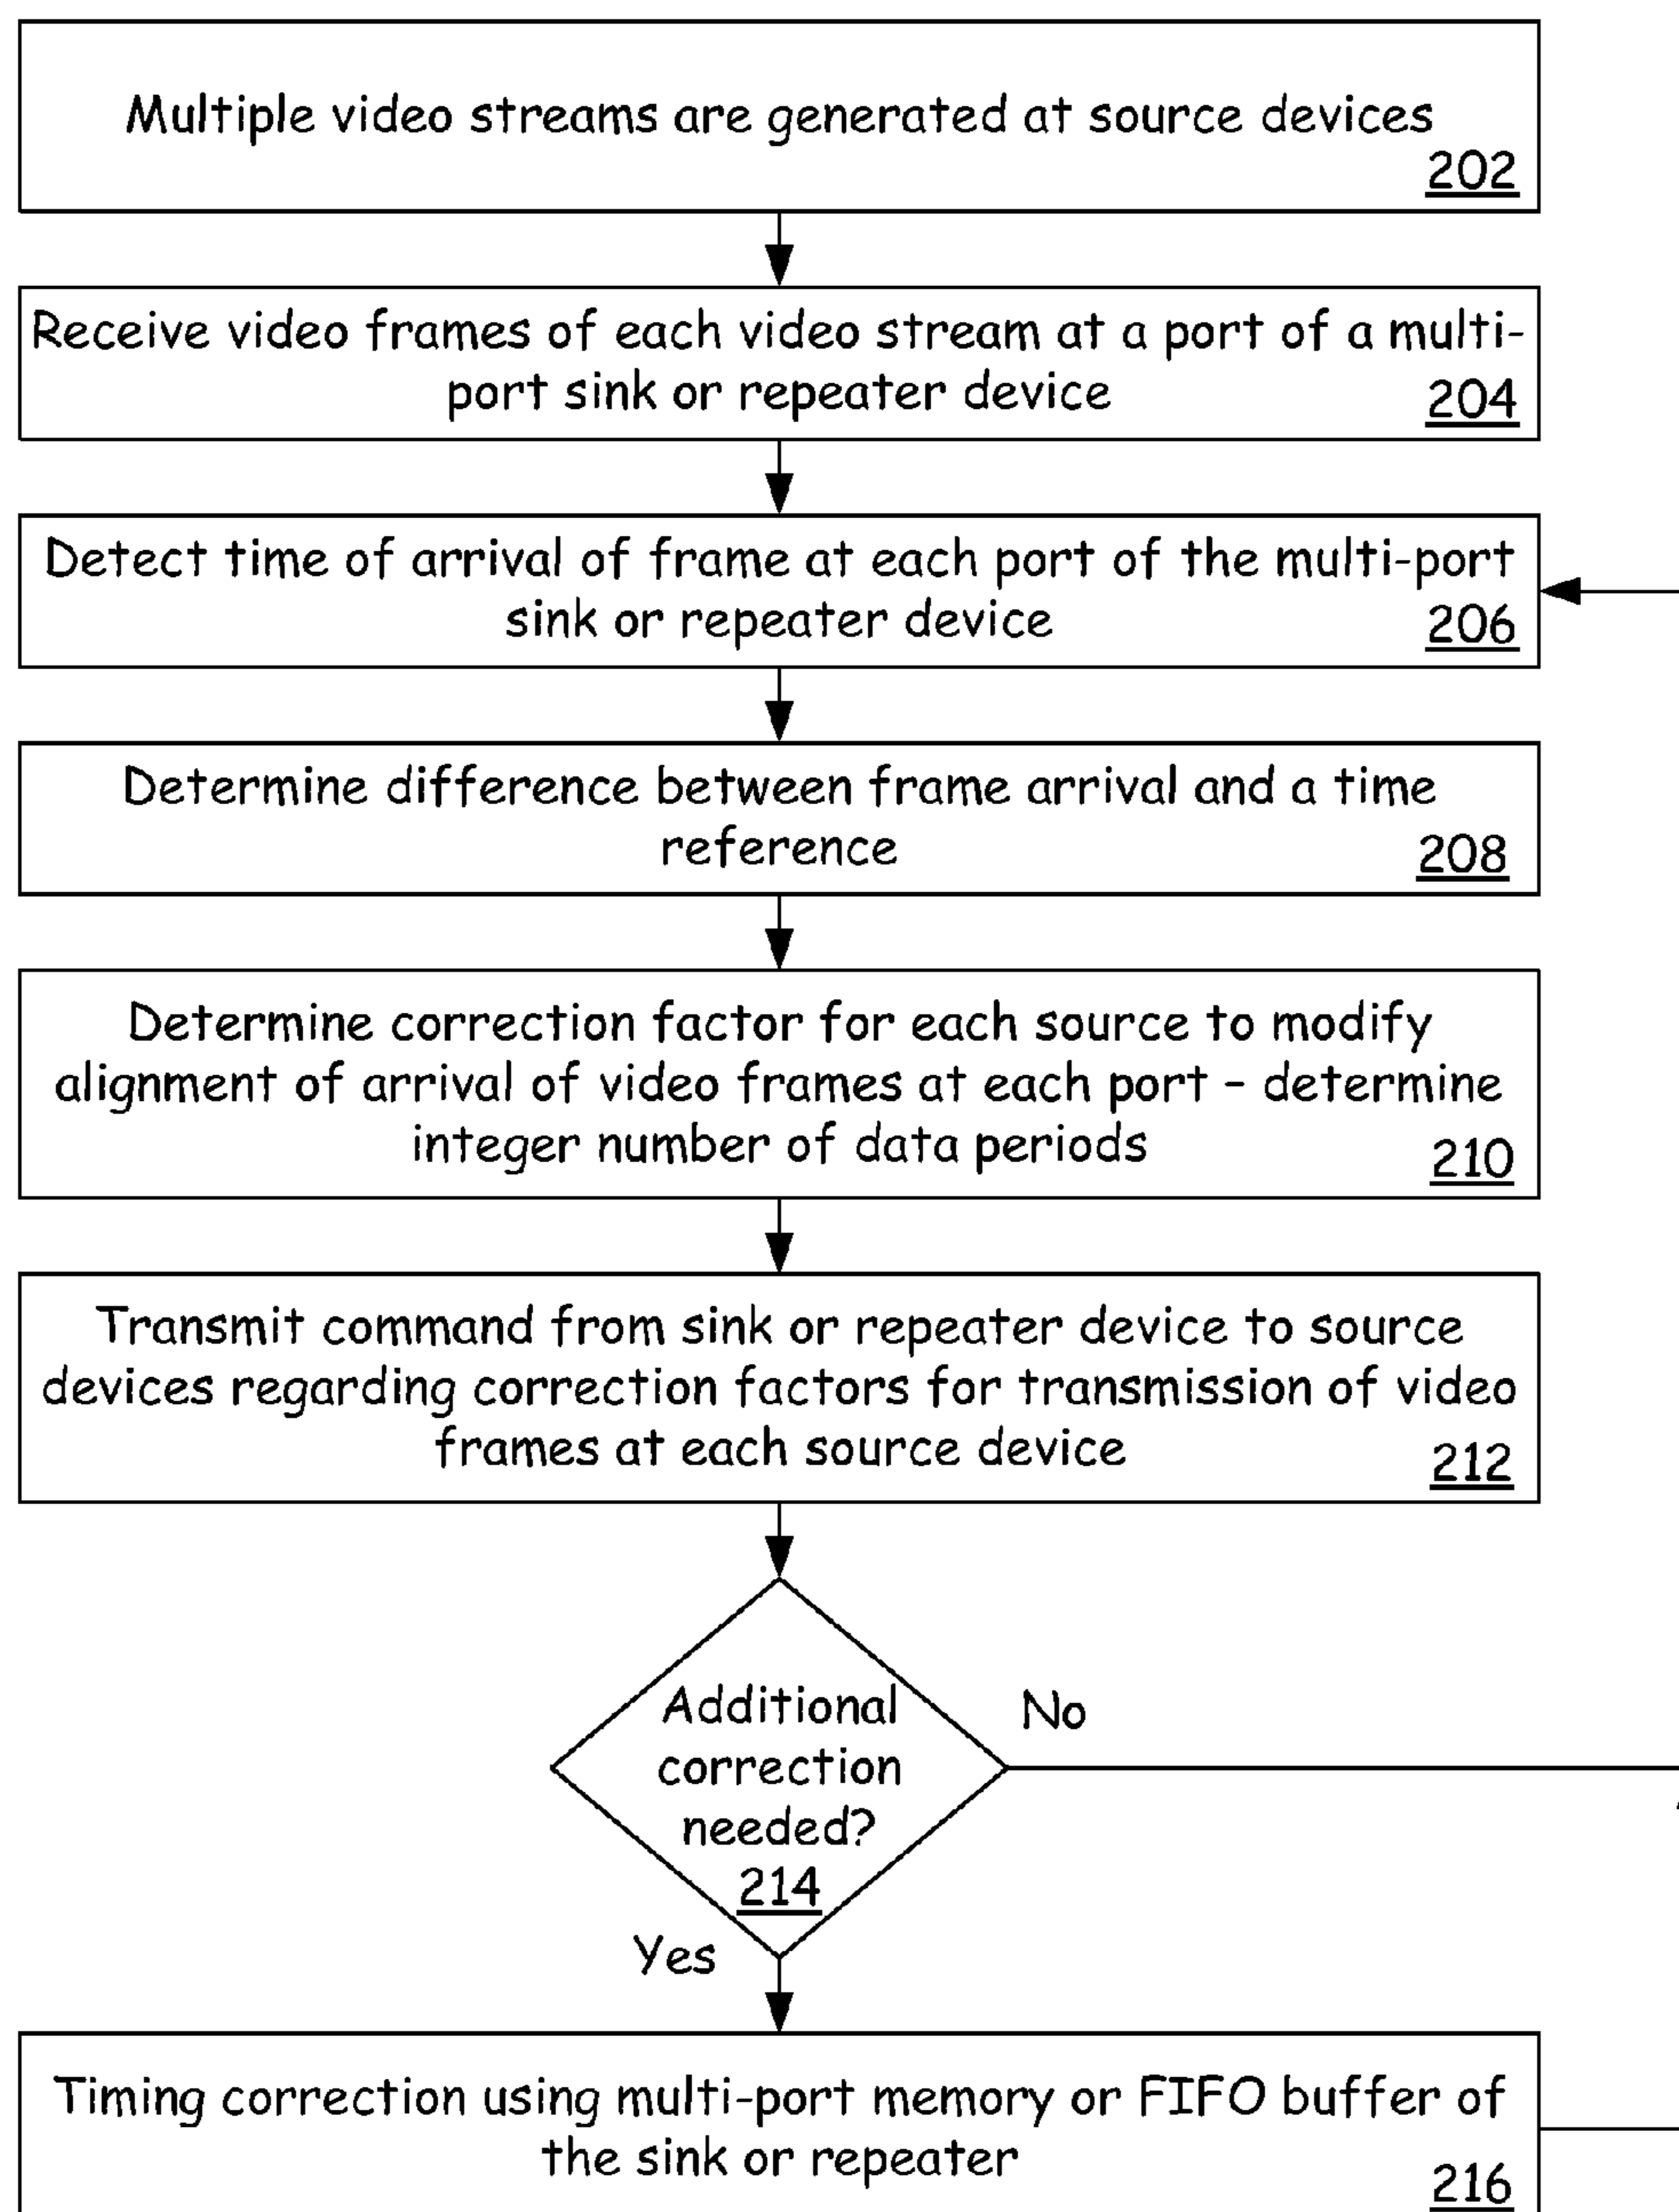 Multiple video streams are generated at source devices
202
Receive video frames of each video stream at a port of a multi-
port sink or repeater device
204
Detect time of arrival of frame at each port of the multi-port
sink or repeater device
206
Determine difference between frame arrival and a time
reference
208
Determine correction factor for each source to modify
alignment of arrival of video frames at each port – determine
integer number of data periods
210
Transmit command from sink or repeater device to source
devices regarding correction factors for transmission of video
frames at each source device
212
Additional
correction
needed?
214
No
Yes
Timing correction using multi-port memory or FIFO buffer of
the sink or repeater
216